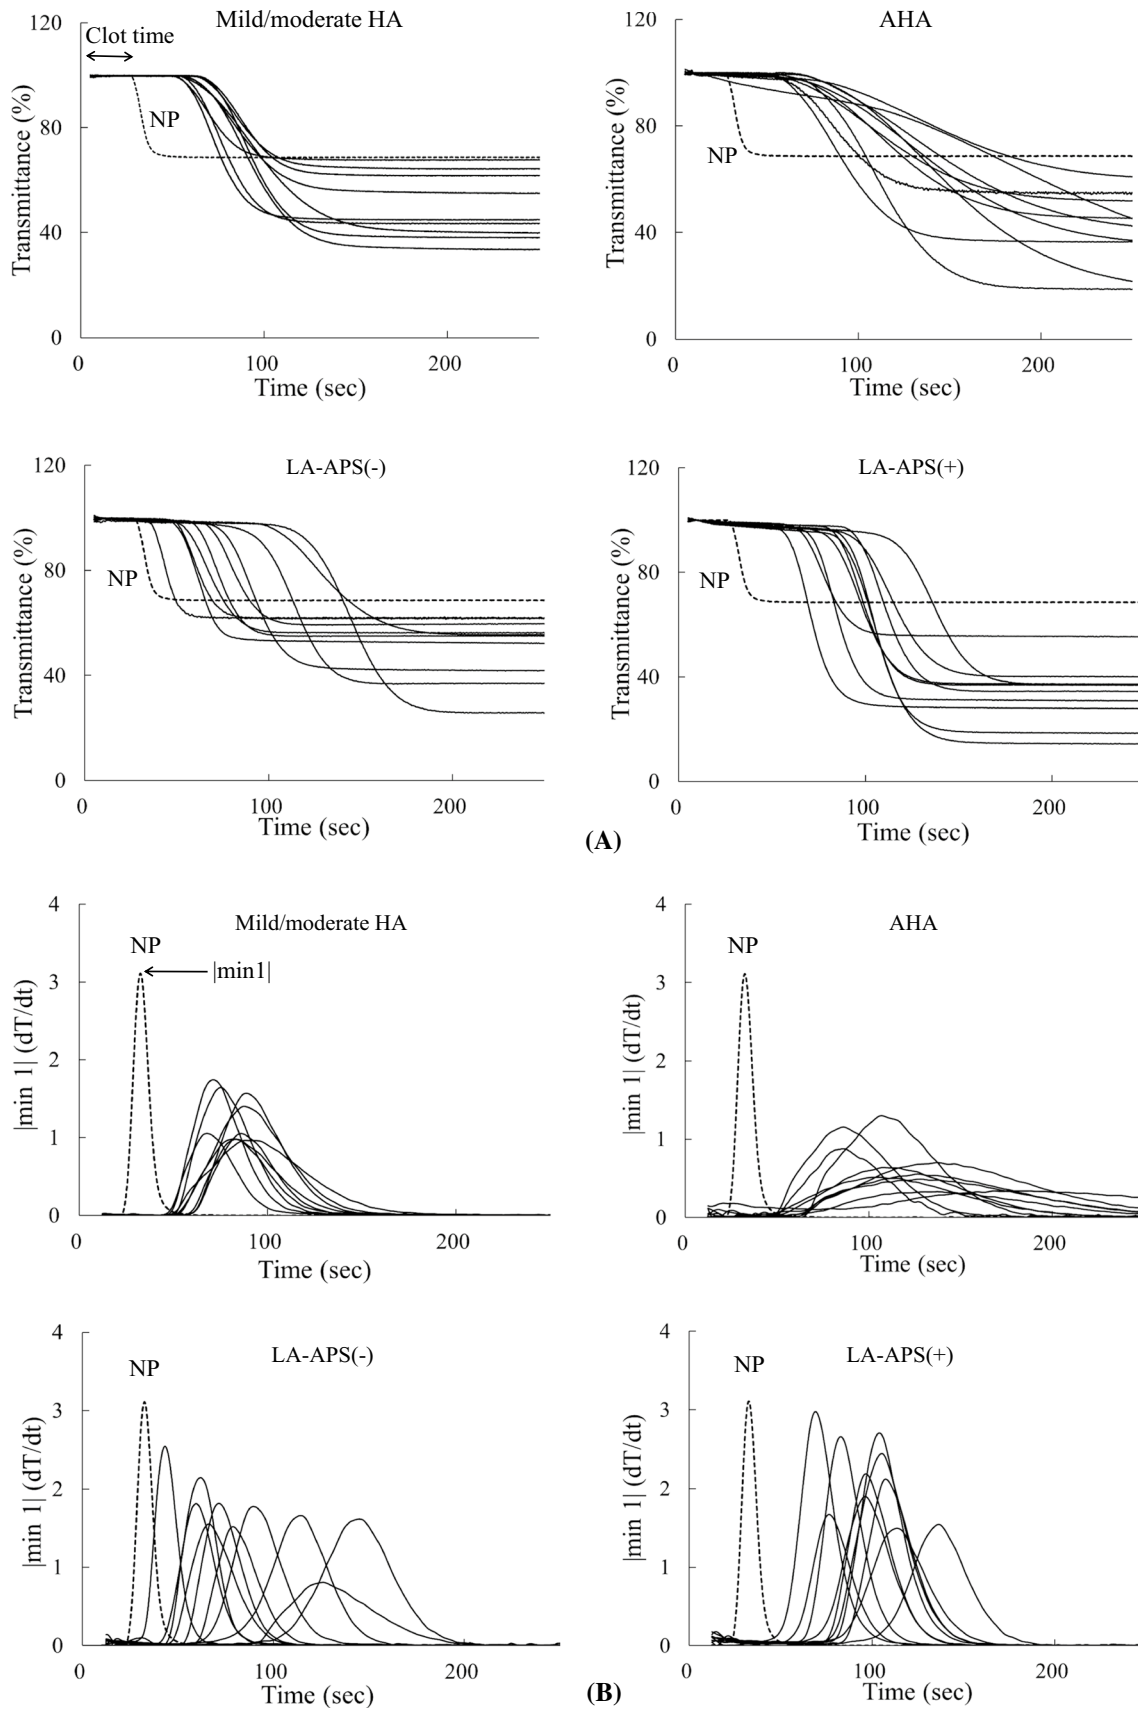 Mild/moderate HA
120
80
40
0
Transmittance (%)
Clot time
NP
0 100 200
Time (sec)
AHA
120
80
40
0
Transmittance (%)
NP
0 100 200
Time (sec)
LA-APS(-)
120
80
40
0
Transmittance (%)
NP
0 100 200
Time (sec)
LA-APS(+)
120
80
40
0
Transmittance (%)
NP
0 100 200
Time (sec)
(A)
Mild/moderate HA
4
3
2
1
0
|min 1| (dT/dt)
NP
|min1|
0 100 200
Time (sec)
AHA
4
3
2
1
0
|min 1| (dT/dt)
NP
0 100 200
Time (sec)
LA-APS(-)
4
3
2
1
0
|min 1| (dT/dt)
NP
0 100 200
Time (sec)
LA-APS(+)
4
3
2
1
0
|min 1| (dT/dt)
NP
0 100 200
Time (sec)
(B)